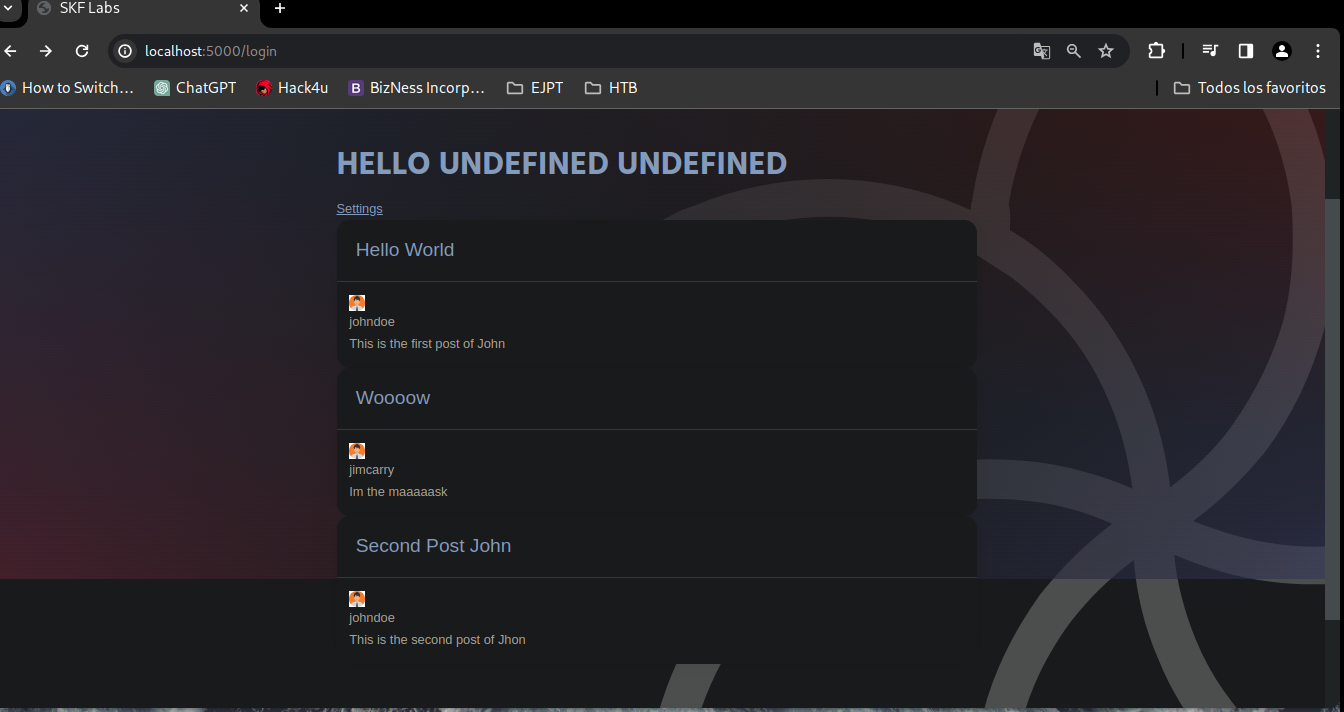 SKF Labs
localhost:5000/login
How to Switch… ChatGPT Hack4u BizNess Incorp… EJPT HTB Todos los favoritos
HELLO UNDEFINED UNDEFINED
Settings
Hello World
johndoe
This is the first post of John
Woooow
jimcarry
Im the maaaaask
Second Post John
johndoe
This is the second post of Jhon